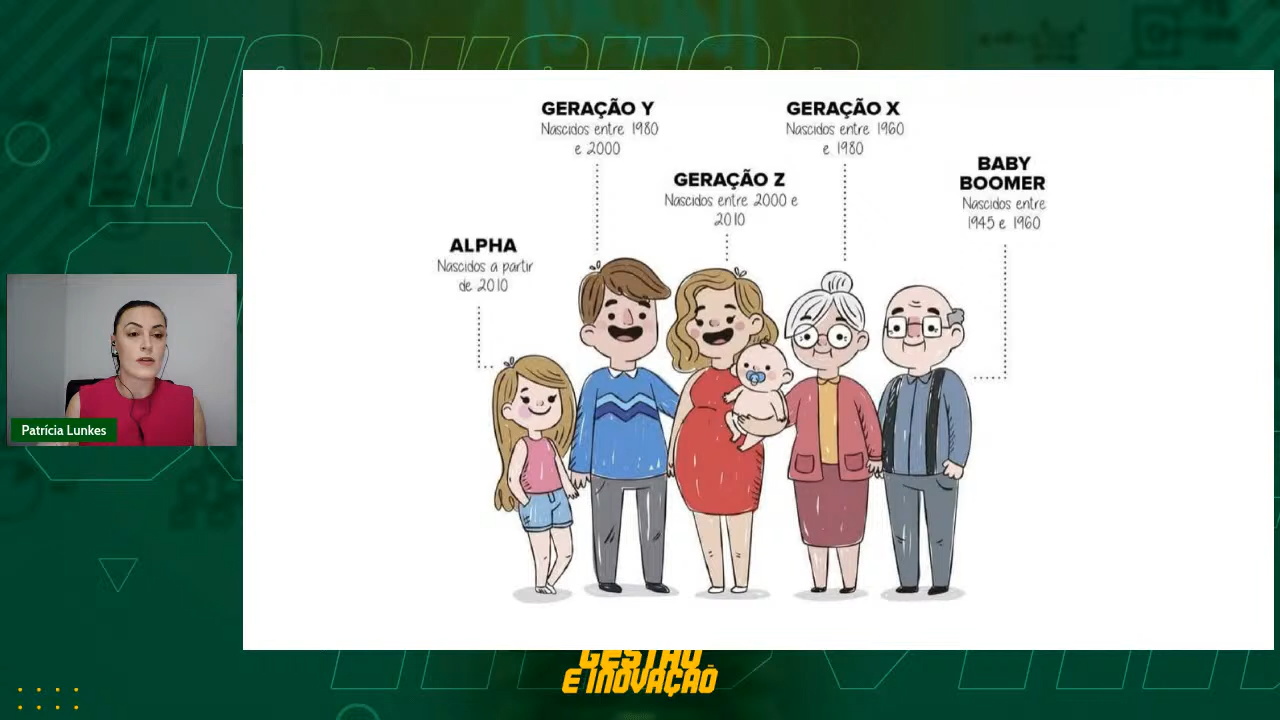 WORKSHOP
GERAÇÃO Y
Nascidos entre 1980
e 2000
GERAÇÃO X
Nascidos entre 1960
e 1980
GERAÇÃO Z
Nascidos entre 2000 e
2010
BABY
BOOMER
Nascidos entre
1945 e 1960
ALPHA
Nascidos a partir
de 2010
Patrícia Lunkes
GESTÃO
E INOVAÇÃO